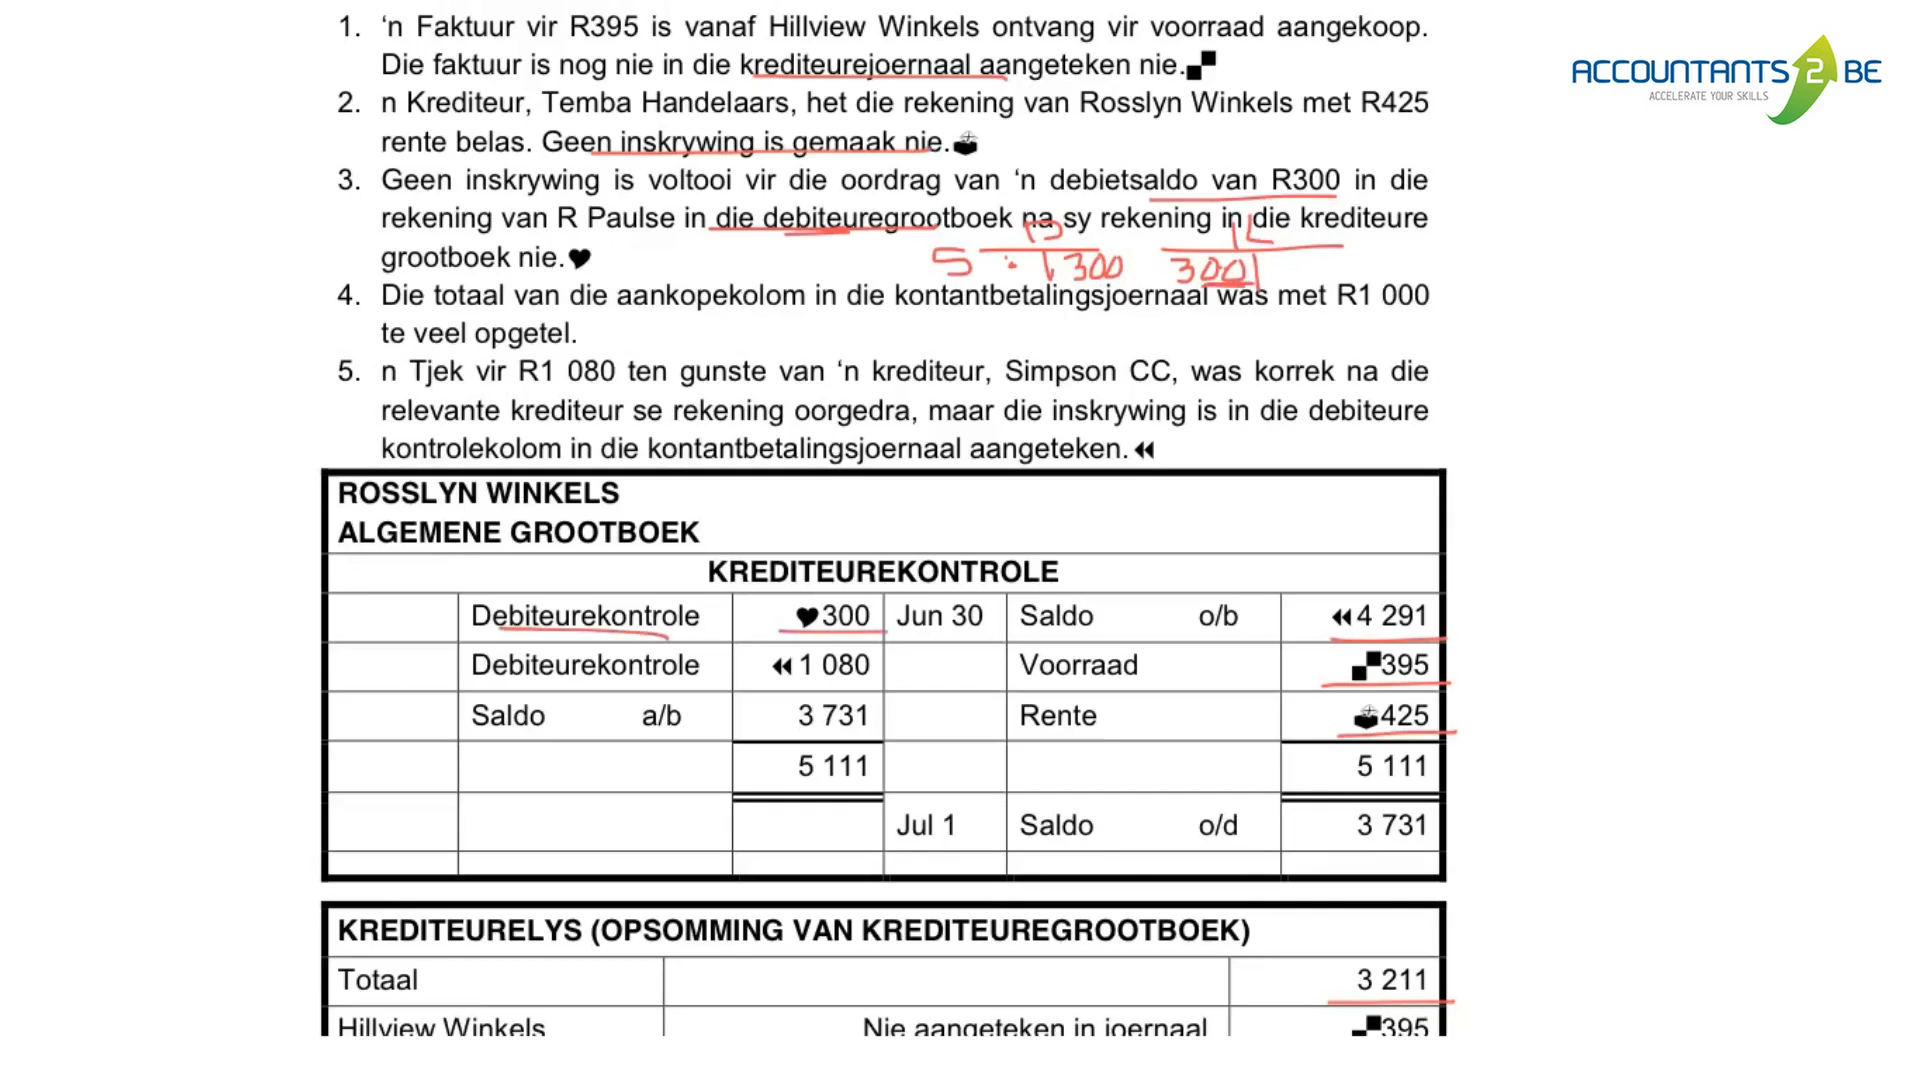 1. ‘n Faktuur vir R395 is vanaf Hillview Winkels ontvang vir voorraad aangekoop.
Die faktuur is nog nie in die krediteurejoernaal aangeteken nie.
2. n Krediteur, Temba Handelaars, het die rekening van Rosslyn Winkels met R425
rente belas. Geen inskrywing is gemaak nie.
3. Geen inskrywing is voltooi vir die oordrag van ‘n debietsaldo van R300 in die
rekening van R Paulse in die debiteuregrootboek na sy rekening in die krediteure
grootboek nie.
300 300
4. Die totaal van die aankopekolom in die kontantbetalingsjoernaal was met R1 000
te veel opgetel.
5. n Tjek vir R1 080 ten gunste van ‘n krediteur, Simpson CC, was korrek na die
relevante krediteur se rekening oorgedra, maar die inskrywing is in die debiteure
kontrolekolom in die kontantbetalingsjoernaal aangeteken.
ACCOUNTANTS 2 BE
ACCELERATE YOUR SKILLS
ROSSLYN WINKELS
ALGEMENE GROOTBOEK
KREDITEUREKONTROLE
Debiteurekontrole 300 Jun 30 Saldo o/b 4 291
Debiteurekontrole 1 080 Voorraad 395
Saldo a/b 3 731 Rente 425
5 111 5 111
Jul 1 Saldo o/d 3 731
KREDITEURELYS (OPSOMMING VAN KREDITEUREGROOTBOEK)
Totaal 3 211
Hillview Winkels Nie aangeteken in joernaal 395